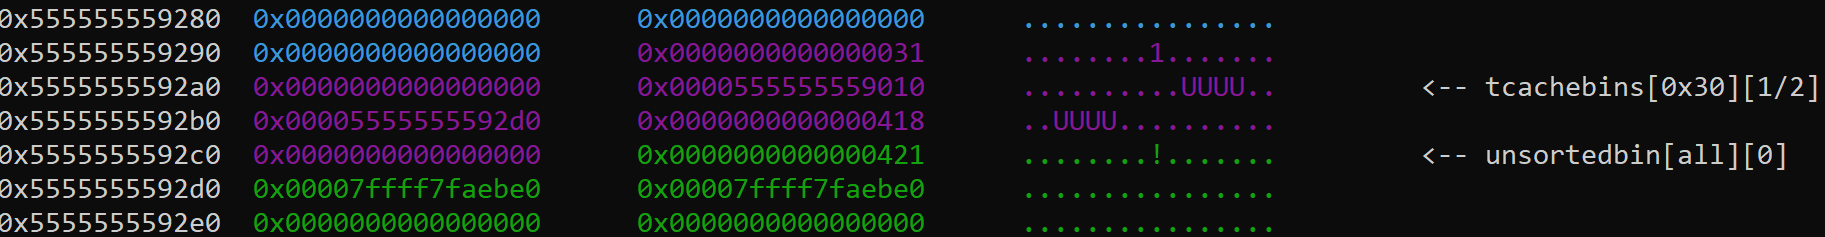 0x555555559280 0x0000000000000000 0x0000000000000000 ................
0x555555559290 0x0000000000000000 0x0000000000000031 ........1.......
0x5555555592a0 0x0000000000000000 0x0000555555559010 ..........UUUU.. <-- tcachebins[0x30][1/2]
0x5555555592b0 0x00005555555592d0 0x0000000000000418 ..UUUU..........
0x5555555592c0 0x0000000000000000 0x0000000000000421 ........!....... <-- unsortedbin[all][0]
0x5555555592d0 0x00007ffff7faebe0 0x00007ffff7faebe0 ................
0x5555555592e0 0x0000000000000000 0x0000000000000000 ................